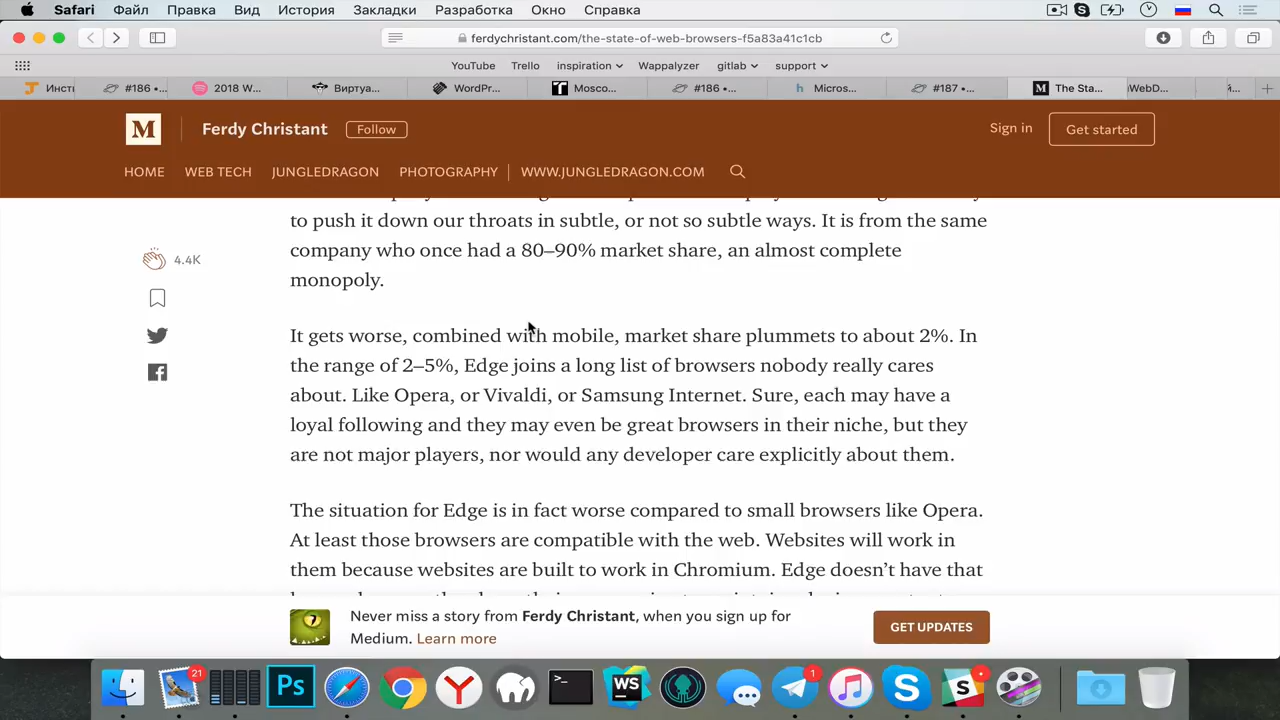 Safari Файл Правка Вид История Закладки Разработка Окно Справка
ferdychristant.com/the-state-of-web-browsers-f5a83a41c1cb
YouTube Trello inspiration Wappalyzer gitlab support
#186 •... 2018 W... Виртуа... WordPr... Mosco... #186 •... Micros... #187 •... The Sta...
M Ferdy Christant Follow Sign in Get started
HOME WEB TECH JUNGLEDRAGON PHOTOGRAPHY WWW.JUNGLEDRAGON.COM
to push it down our throats in subtle, or not so subtle ways. It is from the same
company who once had a 80–90% market share, an almost complete
monopoly.
4.4K
It gets worse, combined with mobile, market share plummets to about 2%. In
the range of 2–5%, Edge joins a long list of browsers nobody really cares
about. Like Opera, or Vivaldi, or Samsung Internet. Sure, each may have a
loyal following and they may even be great browsers in their niche, but they
are not major players, nor would any developer care explicitly about them.
The situation for Edge is in fact worse compared to small browsers like Opera.
At least those browsers are compatible with the web. Websites will work in
them because websites are built to work in Chromium. Edge doesn't have that
Never miss a story from Ferdy Christant, when you sign up for
Medium. Learn more
GET UPDATES
21 Ps WS 1